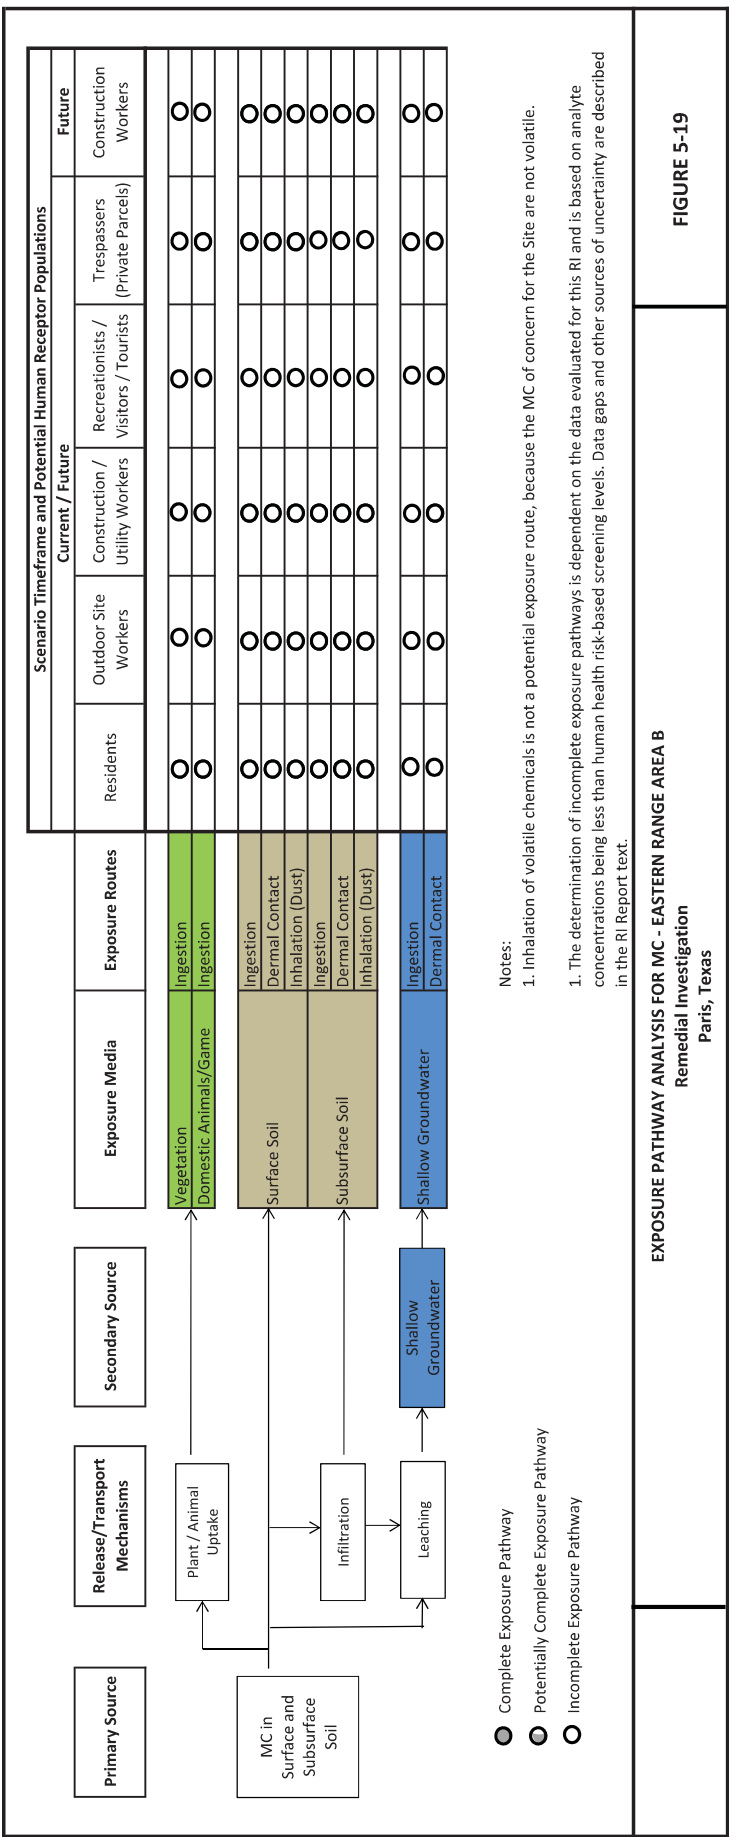 Scenario Timeframe and Potential Human Receptor Populations
Current / Future
Future
Primary Source
Release/Transport
Mechanisms
Secondary Source
Exposure Media
Exposure Routes
Residents
Outdoor Site
Workers
Construction /
Utility Workers
Recreationists /
Visitors / Tourists
Trespassers
(Private Parcels)
Construction
Workers
MC in
Surface and
Subsurface
Soil
Plant / Animal
Uptake
Infiltration
Leaching
Shallow
Groundwater
Vegetation
Ingestion
Domestic Animals/Game
Ingestion
Surface Soil
Ingestion
Dermal Contact
Inhalation (Dust)
Subsurface Soil
Ingestion
Dermal Contact
Inhalation (Dust)
Shallow Groundwater
Ingestion
Dermal Contact
Complete Exposure Pathway
Potentially Complete Exposure Pathway
Incomplete Exposure Pathway
Notes:
1. Inhalation of volatile chemicals is not a potential exposure route, because the MC of concern for the Site are not volatile.
1. The determination of incomplete exposure pathways is dependent on the data evaluated for this RI and is based on analyte
concentrations being less than human health risk-based screening levels. Data gaps and other sources of uncertainty are described
in the RI Report text.
EXPOSURE PATHWAY ANALYSIS FOR MC - EASTERN RANGE AREA B
Remedial Investigation
Paris, Texas
FIGURE 5-19